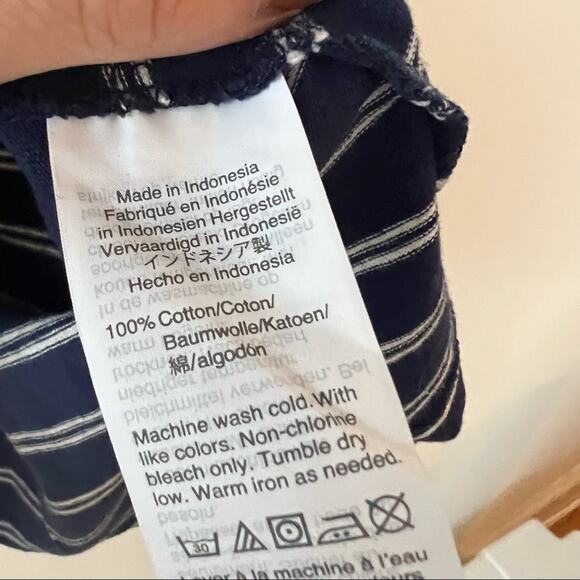 Made in Indonesia
Fabriqué en Indonésie
in Indonesien Hergestellt
Vervaardigd in Indonesië
インドネシア製
Hecho en Indonesia
100% Cotton/Coton/
Baumwolle/Katoen/
綿/algodón
Machine wash cold. With
like colors. Non-chlorine
bleach only. Tumble dry
low. Warm iron as needed.
30
Laver à la machine à l'eau